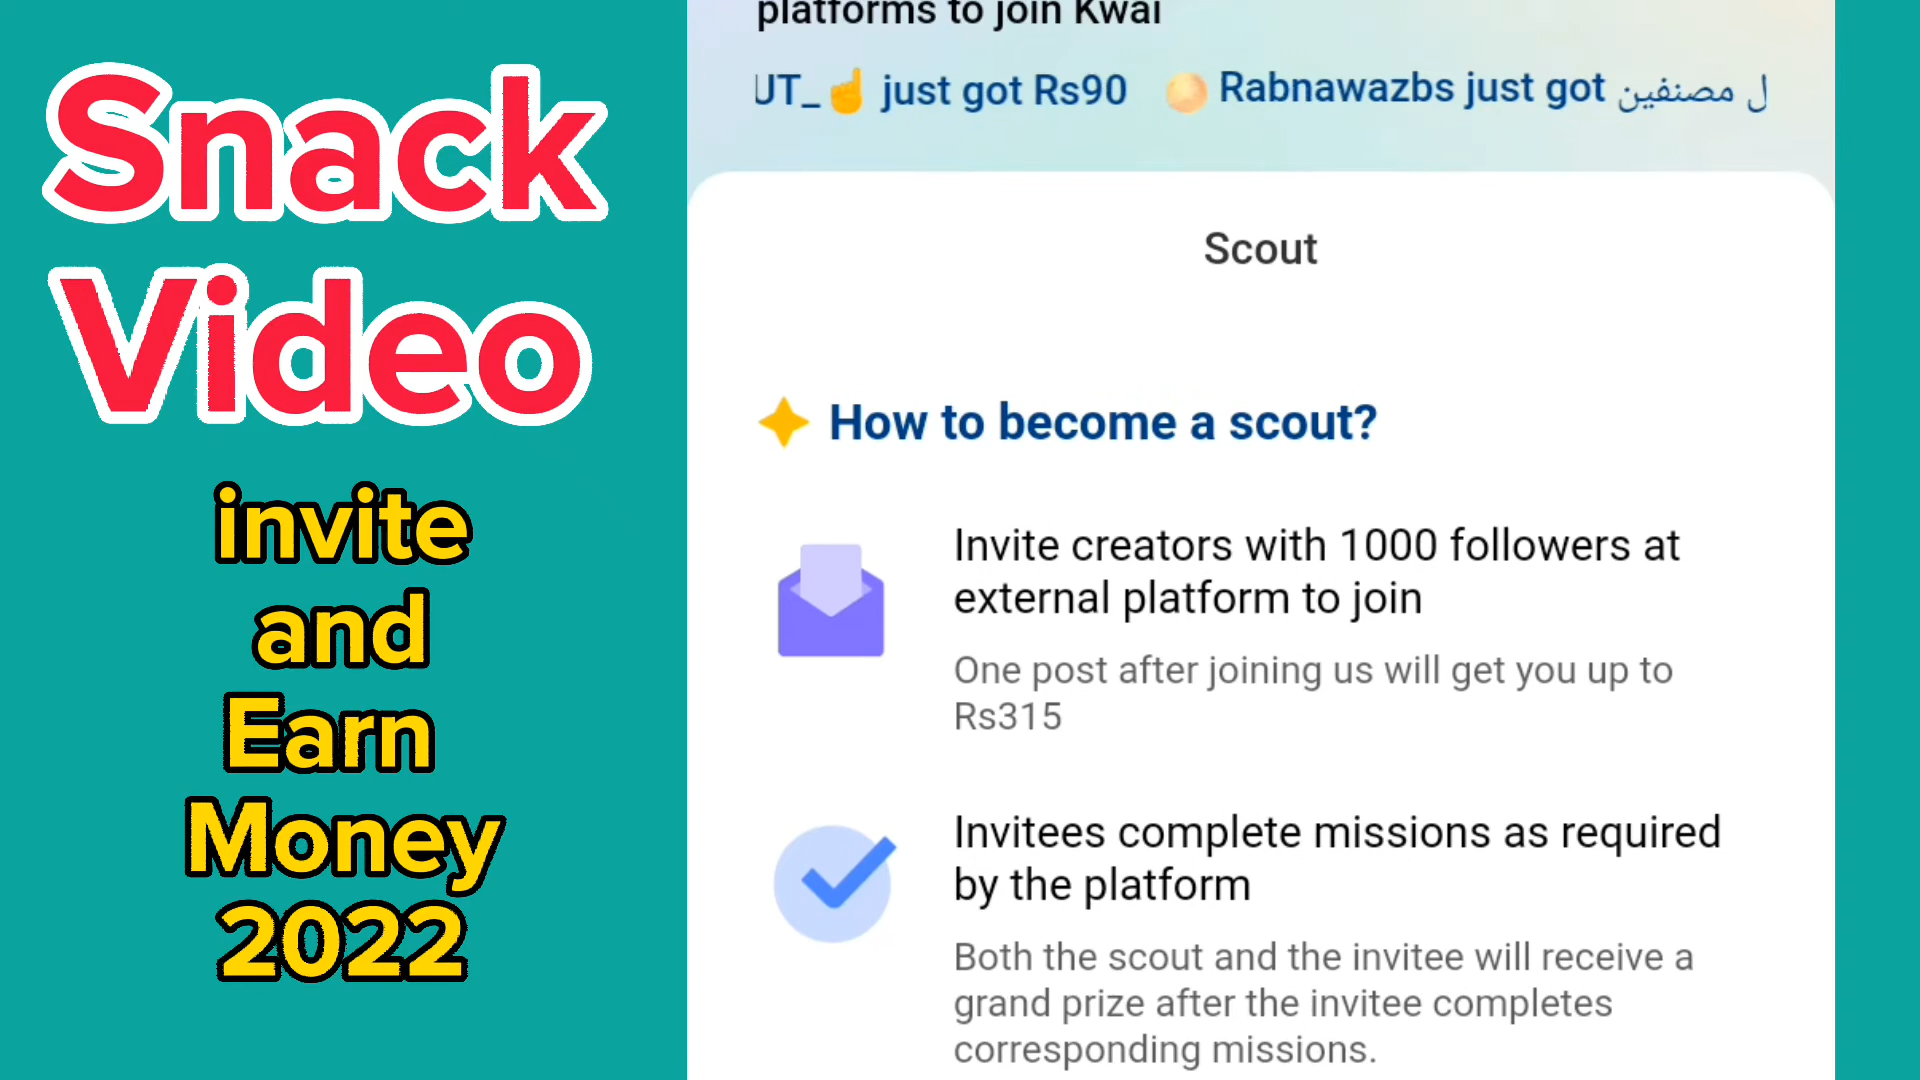 Snack
Video
invite
and
Earn
Money
2022
platforms to join Kwai
UT_☝ just got Rs90 Rabnawazbs just got ل مصنفين
Scout
How to become a scout?
Invite creators with 1000 followers at
external platform to join
One post after joining us will get you up to
Rs315
Invitees complete missions as required
by the platform
Both the scout and the invitee will receive a
grand prize after the invitee completes
corresponding missions.